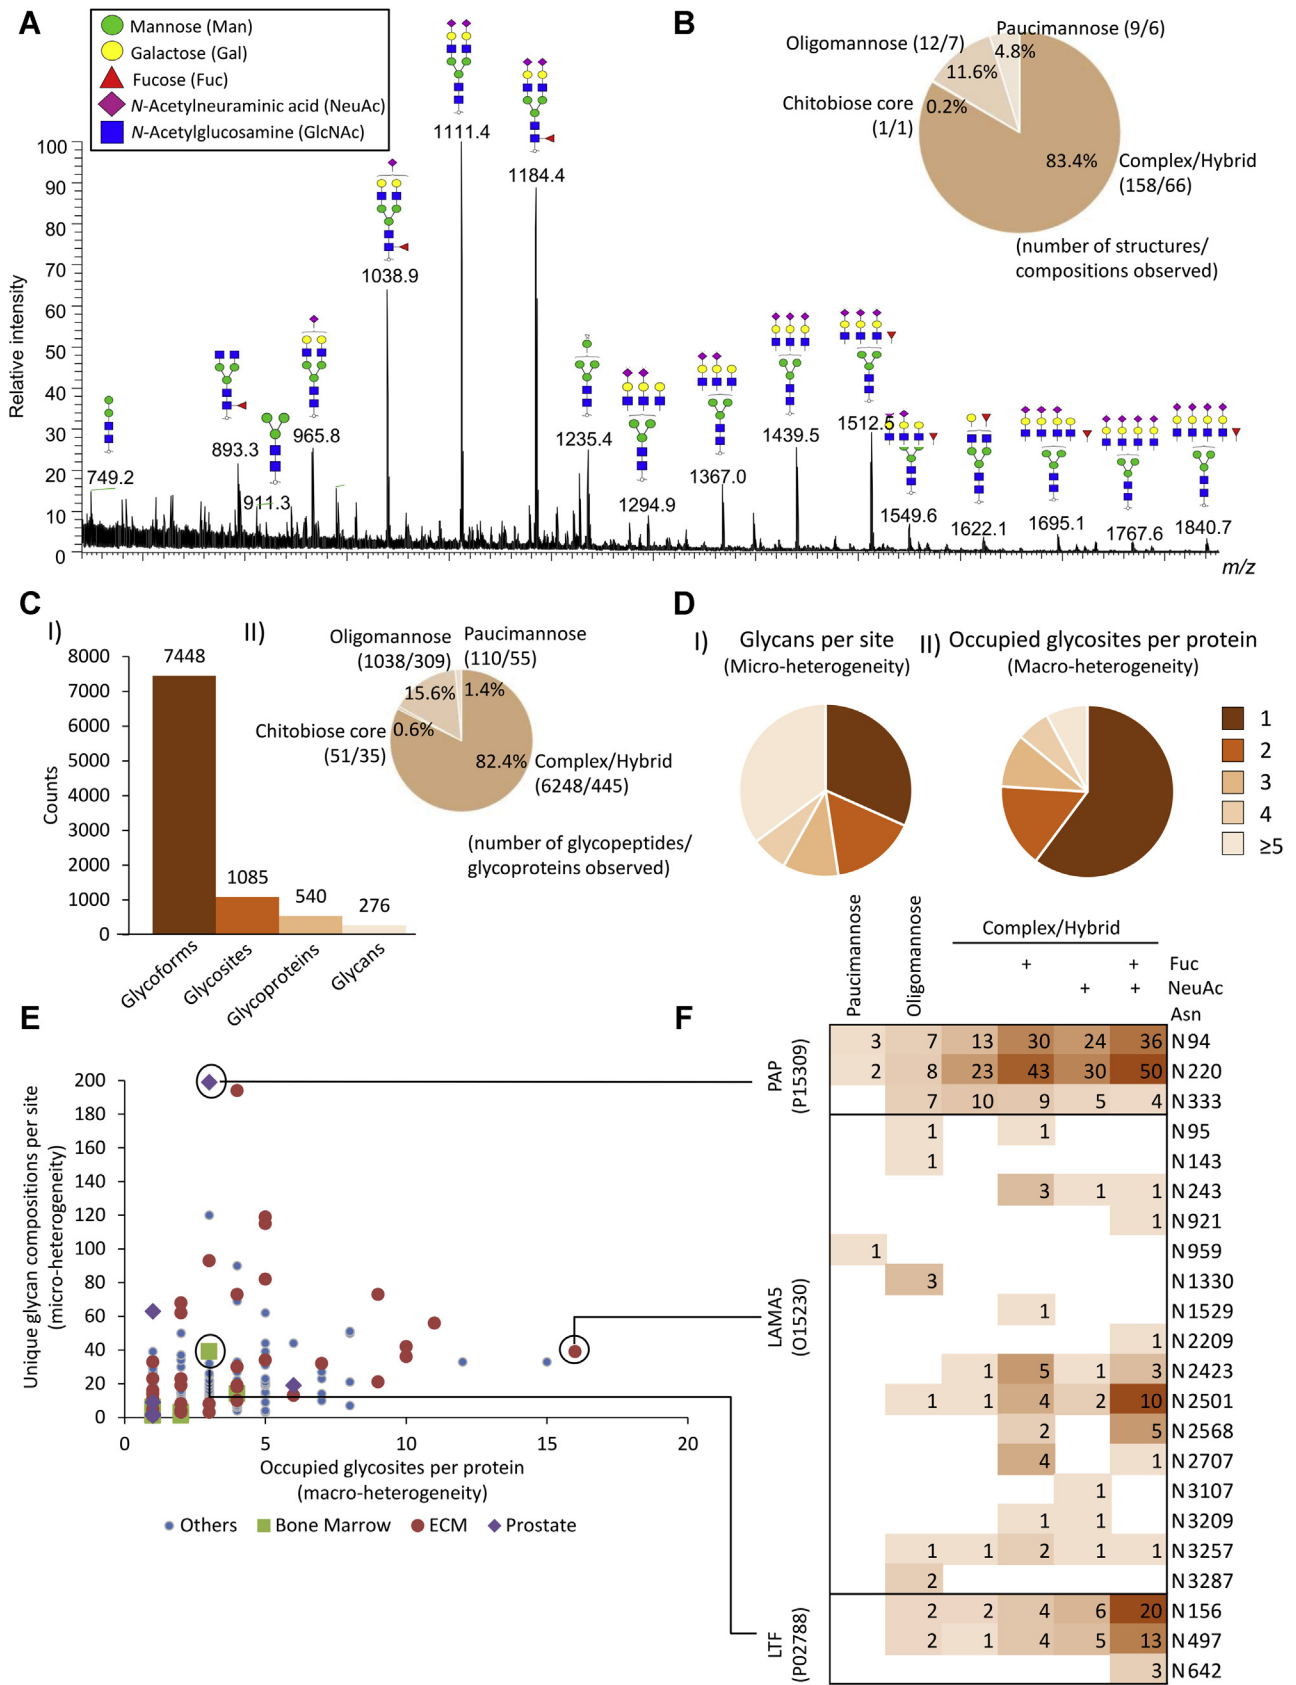 A
Mannose (Man)
Galactose (Gal)
Fucose (Fuc)
N-Acetylneuraminic acid (NeuAc)
N-Acetylglucosamine (GlcNAc)
Relative intensity
100
90
80
70
60
50
40
30
20
10
0
749.2
893.3
911.3
965.8
1038.9
1111.4
1184.4
1235.4
1294.9
1367.0
1439.5
1512.5
1549.6
1622.1
1695.1
1767.6
1840.7
m/z
B
Paucimannose (9/6)
Oligomannose (12/7)
4.8%
11.6%
Chitobiose core
(1/1)
0.2%
83.4%
Complex/Hybrid
(158/66)
(number of structures/
compositions observed)
C
I)
Counts
8000
7000
6000
5000
4000
3000
2000
1000
0
7448
1085
540
276
Glycoforms
Glycosites
Glycoproteins
Glycans
II)
Oligomannose
(1038/309)
Paucimannose
(110/55)
15.6%
1.4%
Chitobiose core
(51/35)
0.6%
82.4%
Complex/Hybrid
(6248/445)
(number of glycopeptides/
glycoproteins observed)
D
I)
Glycans per site
(Micro-heterogeneity)
II)
Occupied glycosites per protein
(Macro-heterogeneity)
1
2
3
4
≥5
E
Unique glycan compositions per site
(micro-heterogeneity)
200
180
160
140
120
100
80
60
40
20
0
0 5 10 15 20
Occupied glycosites per protein
(macro-heterogeneity)
Others Bone Marrow ECM Prostate
F
Paucimannose
Oligomannose
Complex/Hybrid
+ + Fuc
+ + NeuAc
Asn
PAP
(P15309)
3 7 13 30 24 36 N94
2 8 23 43 30 50 N220
7 10 9 5 4 N333
LAMA5
(O15230)
1 1 N95
1 N143
3 1 1 N243
1 N921
1 N959
3 N1330
1 N1529
1 N2209
1 5 1 3 N2423
1 1 4 2 10 N2501
2 5 N2568
4 1 N2707
1 N3107
1 1 N3209
1 1 2 1 1 N3257
2 N3287
LTF
(P02788)
2 2 4 6 20 N156
2 1 4 5 13 N497
3 N642